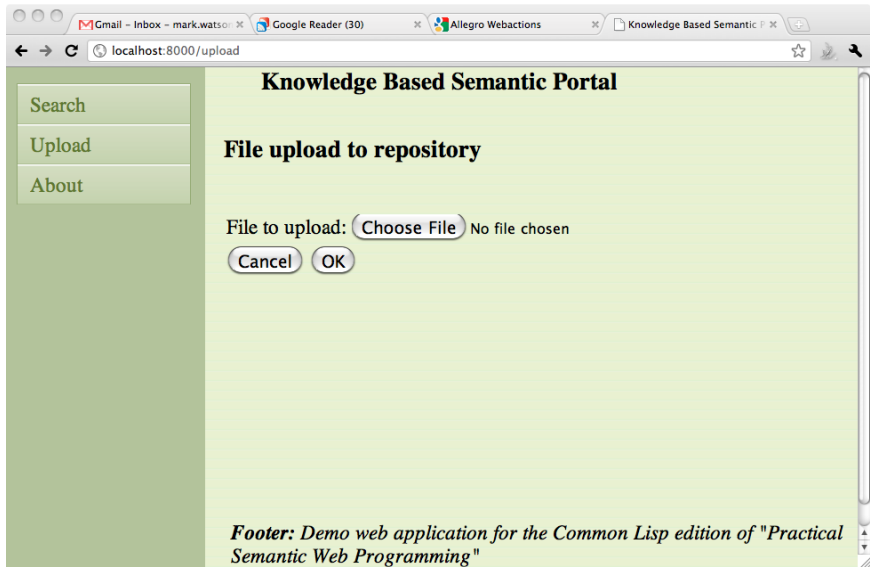 Gmail - Inbox - mark.watson
Google Reader (30)
Allegro Webactions
Knowledge Based Semantic P
localhost:8000/upload
Knowledge Based Semantic Portal
Search
Upload
About
File upload to repository
File to upload: Choose File No file chosen
Cancel OK
Footer: Demo web application for the Common Lisp edition of "Practical
Semantic Web Programming"